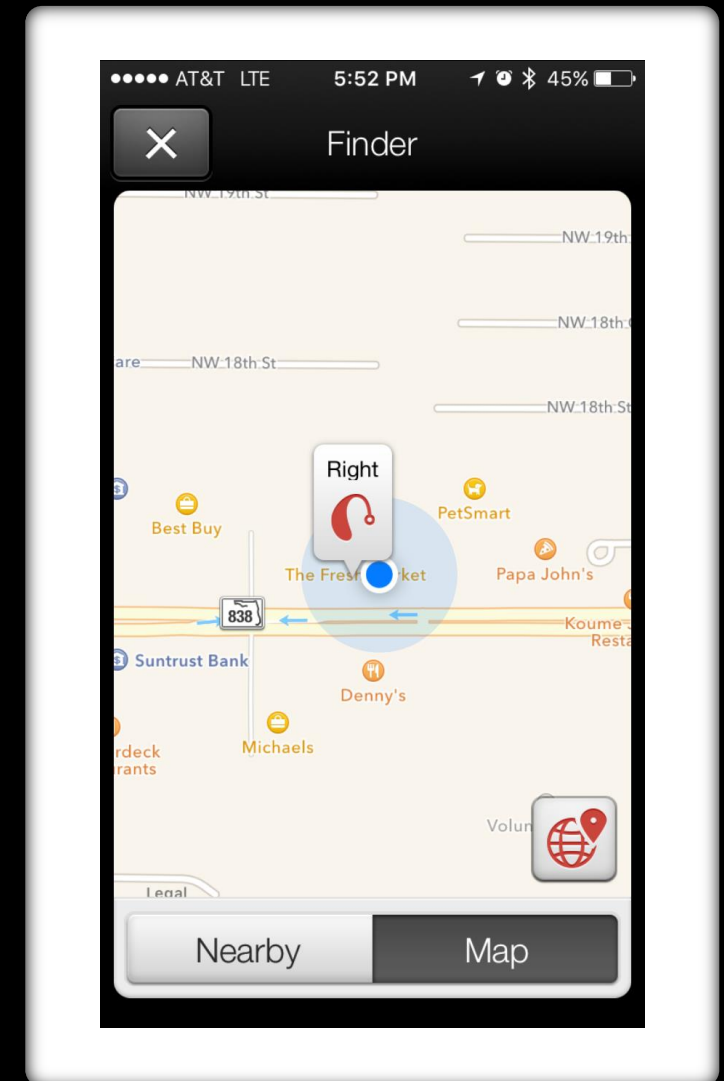 AT&T LTE 5:52 PM 45%
Finder
NW 19th St
NW 19th
NW 18th
are NW 18th St
NW 18th St
Right
Best Buy
PetSmart
The Fresh Market
Papa John's
838
Koume
Resta
Suntrust Bank
Denny's
Michaels
rdeck
rants
Volun
Legal
Nearby Map